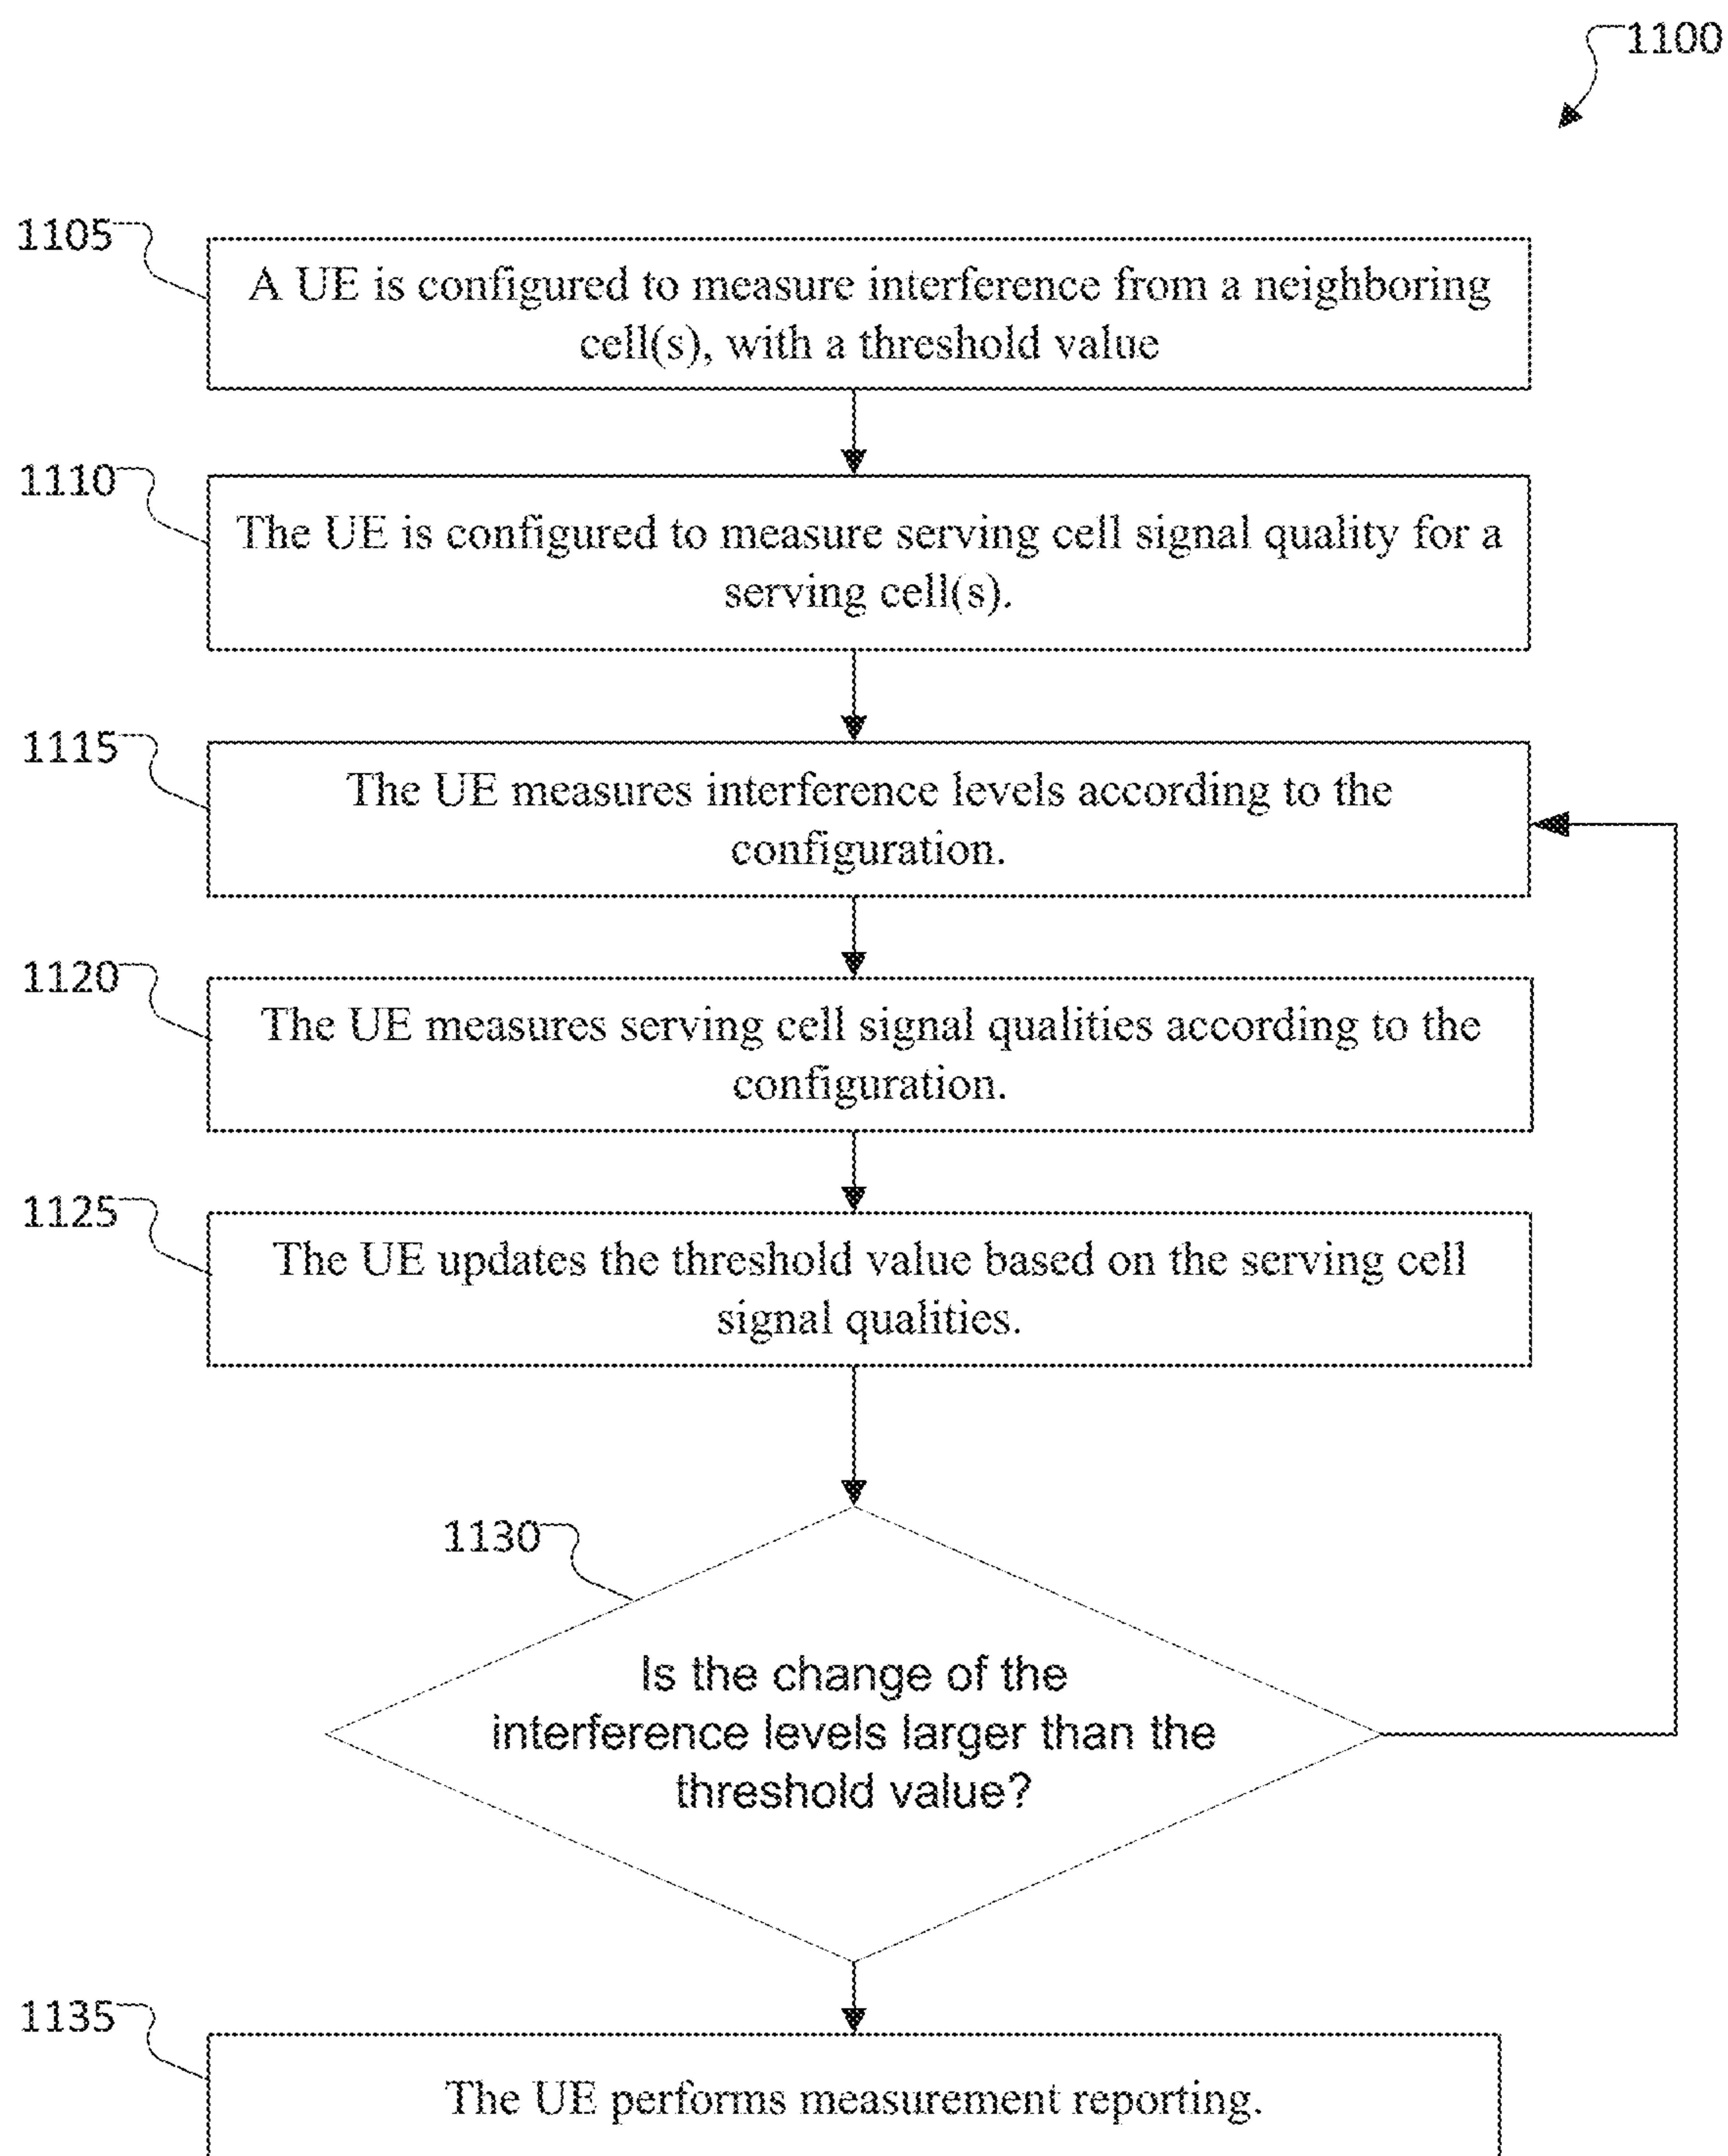 1100
1105
A UE is configured to measure interference from a neighboring
cell(s), with a threshold value
1110
The UE is configured to measure serving cell signal quality for a
serving cell(s).
1115
The UE measures interference levels according to the
configuration.
1120
The UE measures serving cell signal qualities according to the
configuration.
1125
The UE updates the threshold value based on the serving cell
signal qualities.
1130
Is the change of the
interference levels larger than the
threshold value?
1135
The UE performs measurement reporting.